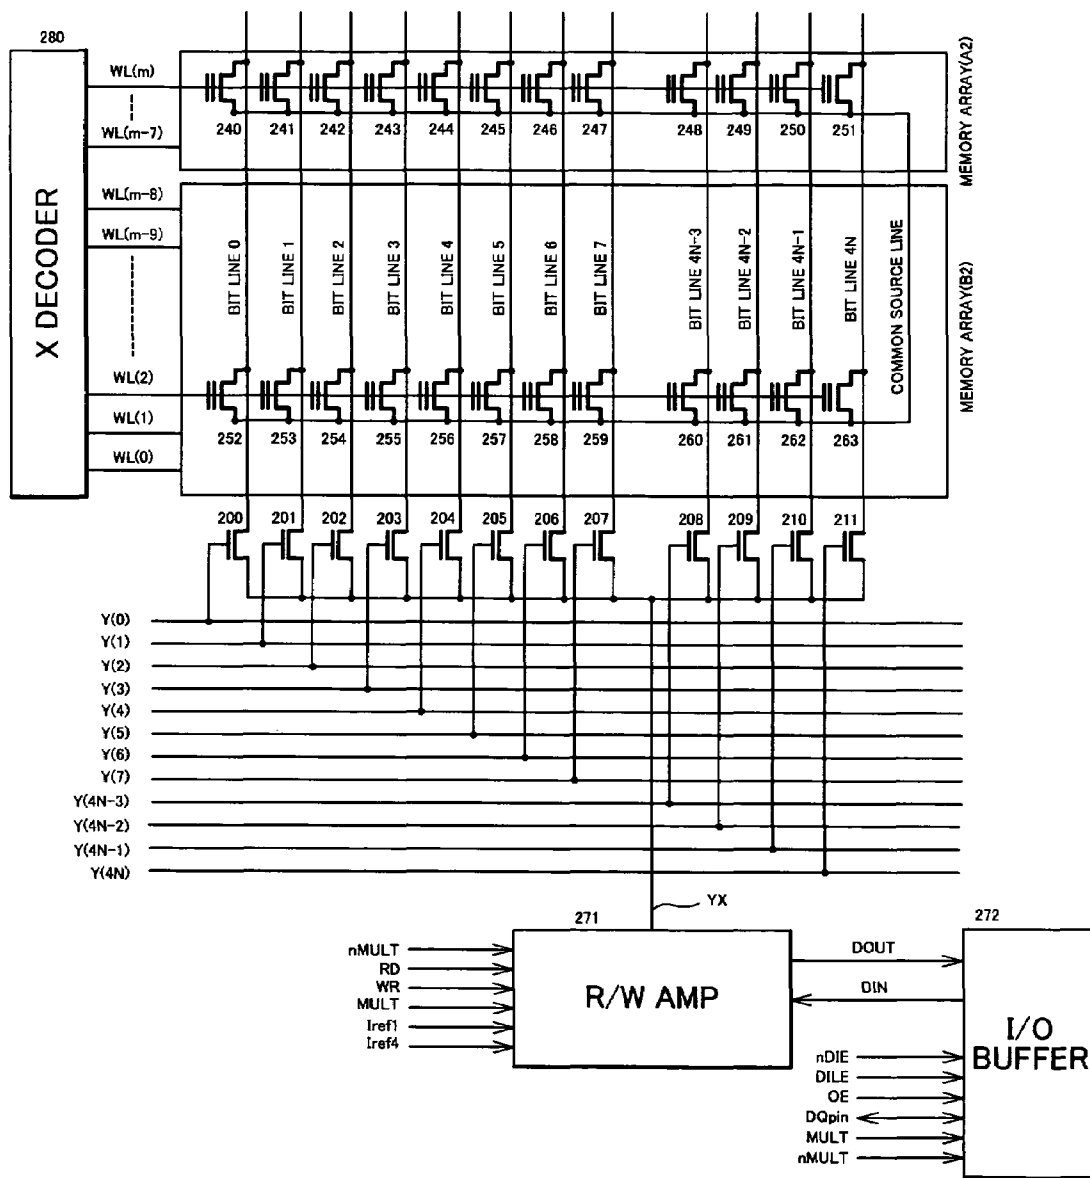 280
X DECODER
WL(m)
WL(m-7)
WL(m-8)
WL(m-9)
WL(2)
WL(1)
WL(0)
240 241 242 243 244 245 246 247 248 249 250 251
MEMORY ARRAY(A2)
BIT LINE 0
BIT LINE 1
BIT LINE 2
BIT LINE 3
BIT LINE 4
BIT LINE 5
BIT LINE 6
BIT LINE 7
BIT LINE 4N-3
BIT LINE 4N-2
BIT LINE 4N-1
BIT LINE 4N
COMMON SOURCE LINE
MEMORY ARRAY(B2)
252 253 254 255 256 257 258 259 260 261 262 263
200 201 202 203 204 205 206 207 208 209 210 211
Y(0)
Y(1)
Y(2)
Y(3)
Y(4)
Y(5)
Y(6)
Y(7)
Y(4N-3)
Y(4N-2)
Y(4N-1)
Y(4N)
YX
271
nMULT
RD
WR
MULT
Iref1
Iref4
R/W AMP
DOUT
DIN
272
I/O
BUFFER
nDIE
DILE
OE
DQpin
MULT
nMULT